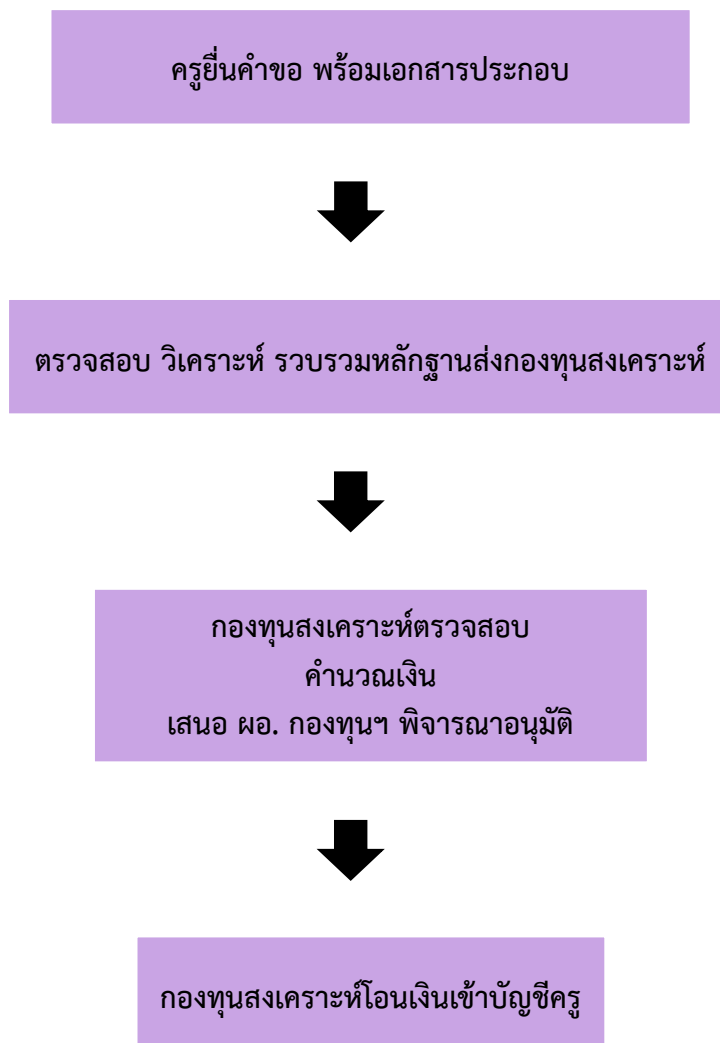 ครูยื่นคำขอ พร้อมเอกสารประกอบ
ตรวจสอบ วิเคราะห์ รวบรวมหลักฐานส่งกองทุนสงเคราะห์
กองทุนสงเคราะห์ตรวจสอบ
คำนวณเงิน
เสนอ ผอ. กองทุนฯ พิจารณาอนุมัติ
กองทุนสงเคราะห์โอนเงินเข้าบัญชีครู